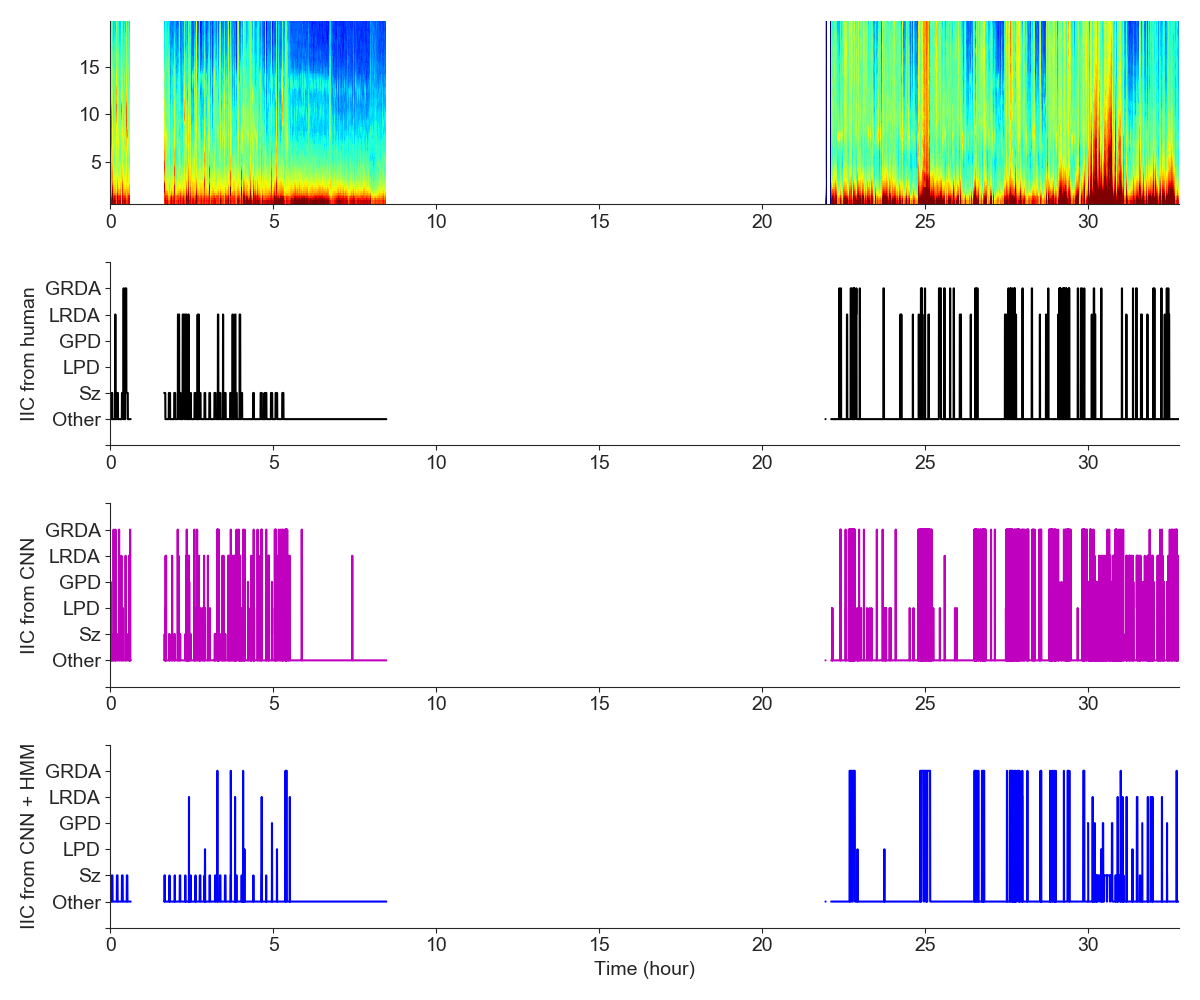 15
10
5
0 5 10 15 20 25 30
IIC from human
GRDA
LRDA
GPD
LPD
Sz
Other
0 5 10 15 20 25 30
IIC from CNN
GRDA
LRDA
GPD
LPD
Sz
Other
0 5 10 15 20 25 30
IIC from CNN + HMM
GRDA
LRDA
GPD
LPD
Sz
Other
0 5 10 15 20 25 30
Time (hour)